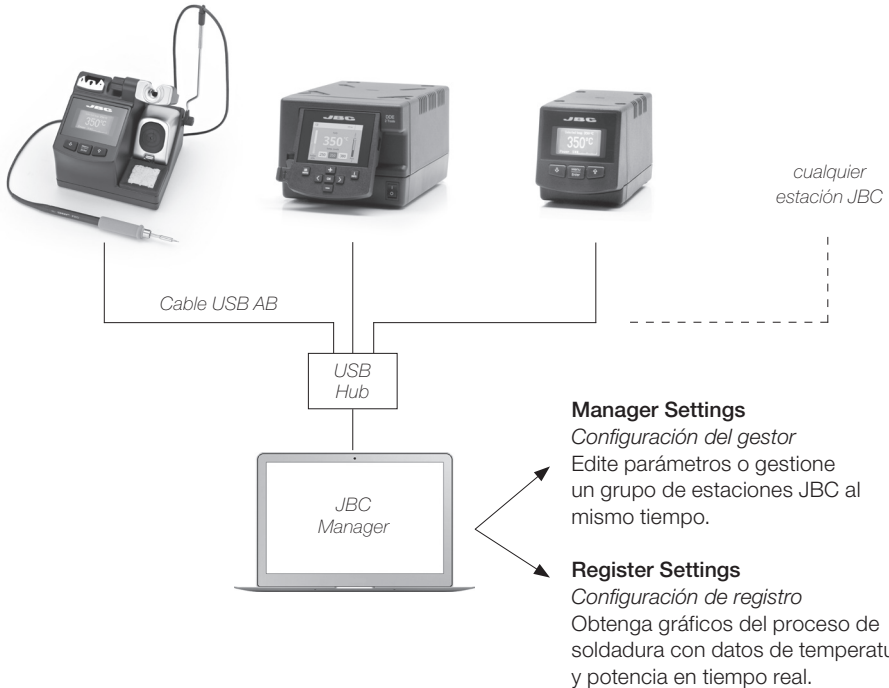 JBC
350°C
JBC
DDE
350°C
JBC
350°C
cualquier
estación JBC
Cable USB AB
USB
Hub
JBC
Manager
Manager Settings
Configuración del gestor
Edite parámetros o gestione
un grupo de estaciones JBC al
mismo tiempo.
Register Settings
Configuración de registro
Obtenga gráficos del proceso de
soldadura con datos de temperatu
y potencia en tiempo real.